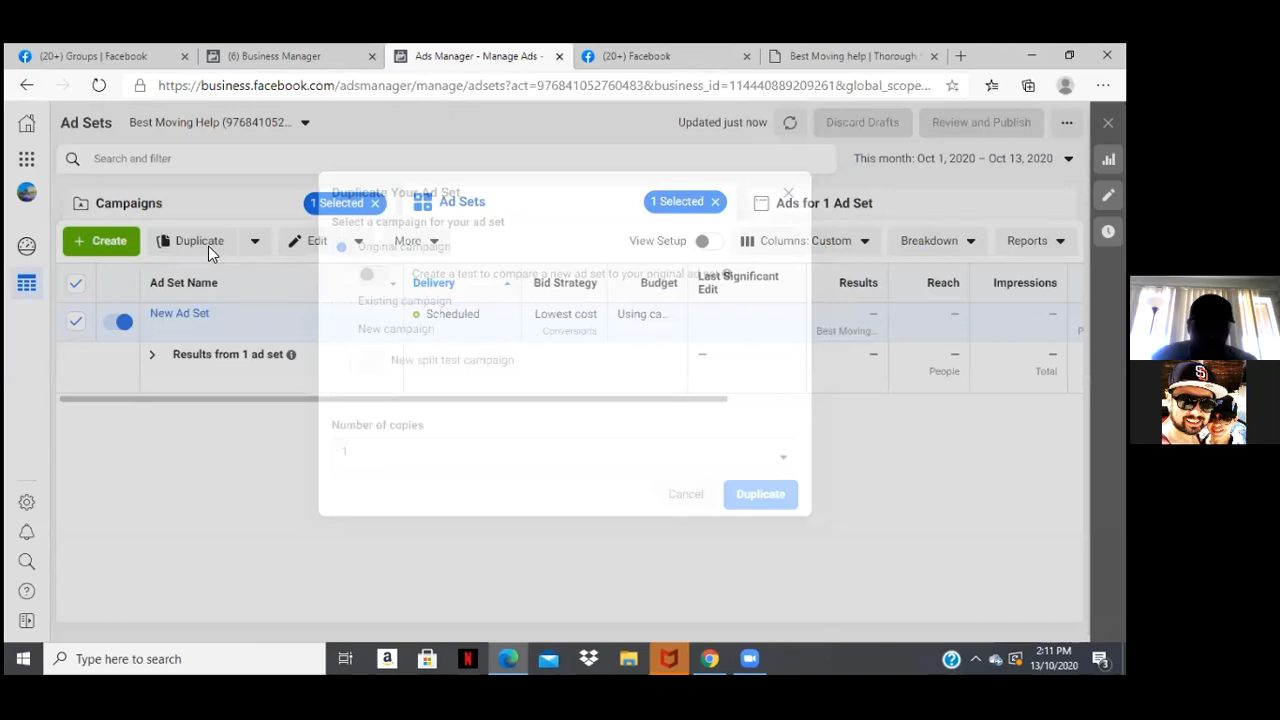 (20+) Groups | Facebook
(6) Business Manager
Ads Manager - Manage Ads -
(20+) Facebook
Best Moving help | Thorough
https://business.facebook.com/adsmanager/manage/adsets?act=976841052760483&business_id=1144408892092618&global_scope...
Ad Sets
Best Moving Help (976841052...
Updated just now
Discard Drafts
Review and Publish
Search and filter
This month: Oct 1, 2020 – Oct 13, 2020
Campaigns
1 Selected
Ad Sets
1 Selected
Ads for 1 Ad Set
Duplicate Your Ad Set
Select a campaign for your ad set
Original campaign
Create a test to compare a new ad set to your original ad set
Existing campaign
New campaign
New split test campaign
Number of copies
1
Cancel
Duplicate
+ Create
Duplicate
Edit
More
View Setup
Columns: Custom
Breakdown
Reports
Ad Set Name
Delivery
Bid Strategy
Budget
Last Significant Edit
Results
Reach
Impressions
New Ad Set
Scheduled
Lowest cost
Conversions
Using ca...
—
—
—
Best Moving...
P
Results from 1 ad set
—
—
—
—
People
Total
Type here to search
2:11 PM
13/10/2020
3